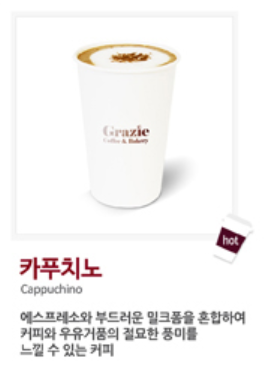 Grazie
Coffee & Bakery
hot
카푸치노
Cappuchino
에스프레소와 부드러운 밀크폼을 혼합하여
커피와 우유거품의 절묘한 풍미를
느낄 수 있는 커피